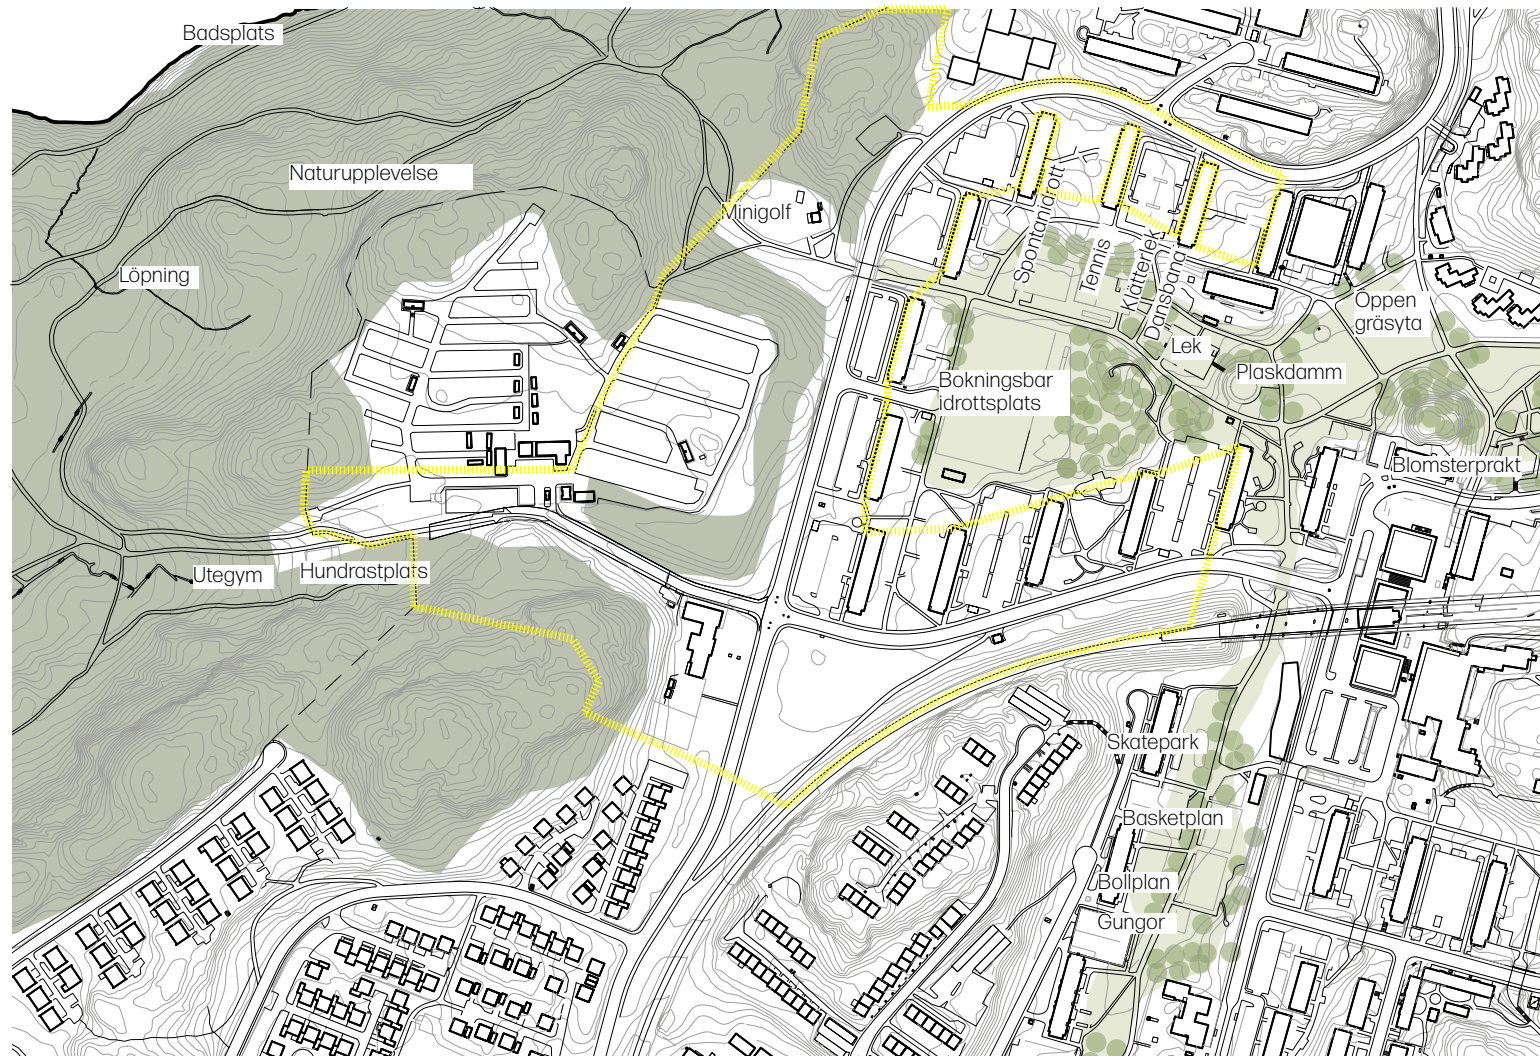 Badsplats
Naturupplevelse
Minigolf
Löpning
Spontanidrott
Tennis
Klätterlek
Dansbana
Öppen
gräsyta
Lek
Plaskdamm
Bokningsbar
idrottsplats
Blomsterprakt
Utegym
Hundrastplats
Skatepark
Basketplan
Bollplan
Gungor